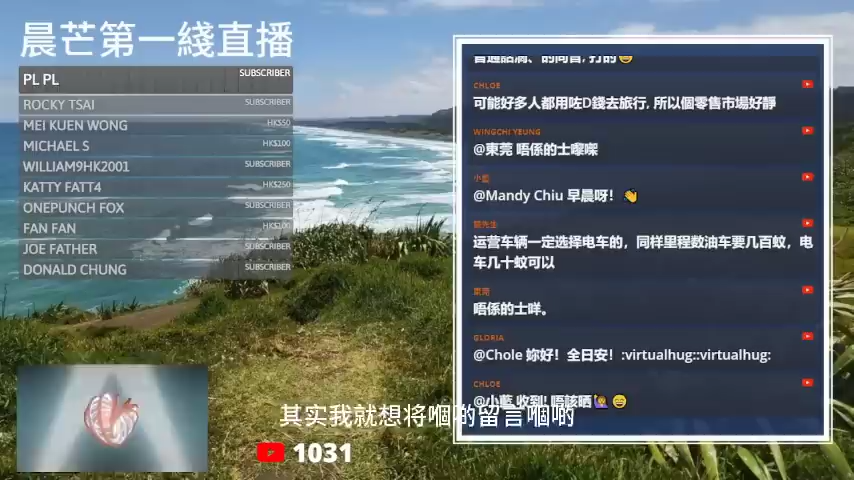 晨芒第一綫直播
PL PL SUBSCRIBER
ROCKY TSAI SUBSCRIBER
MEI KUEN WONG HK$50
MICHAEL S HK$100
WILLIAM9HK2001 SUBSCRIBER
KATTY FATT4 HK$250
ONEPUNCH FOX SUBSCRIBER
FAN FAN HK$100
JOE FATHER SUBSCRIBER
DONALD CHUNG SUBSCRIBER
CHLOE
可能好多人都用咗D錢去旅行, 所以個零售市場好靜
WINGCHI YEUNG
@東莞 唔係的士嚟㗎
小藍
@Mandy Chiu 早晨呀！👋
先生
运营车辆一定选择电车的，同样里程数油车要几百蚊，电
车几十蚊可以
東莞
唔係的士咩。
GLORIA
@Chole 妳好！全日安！:virtualhug::virtualhug:
CHLOE
@小藍 收到! 唔該晒🙋‍♀️😄
其实我就想将嗰啲留言嗰啲
1031